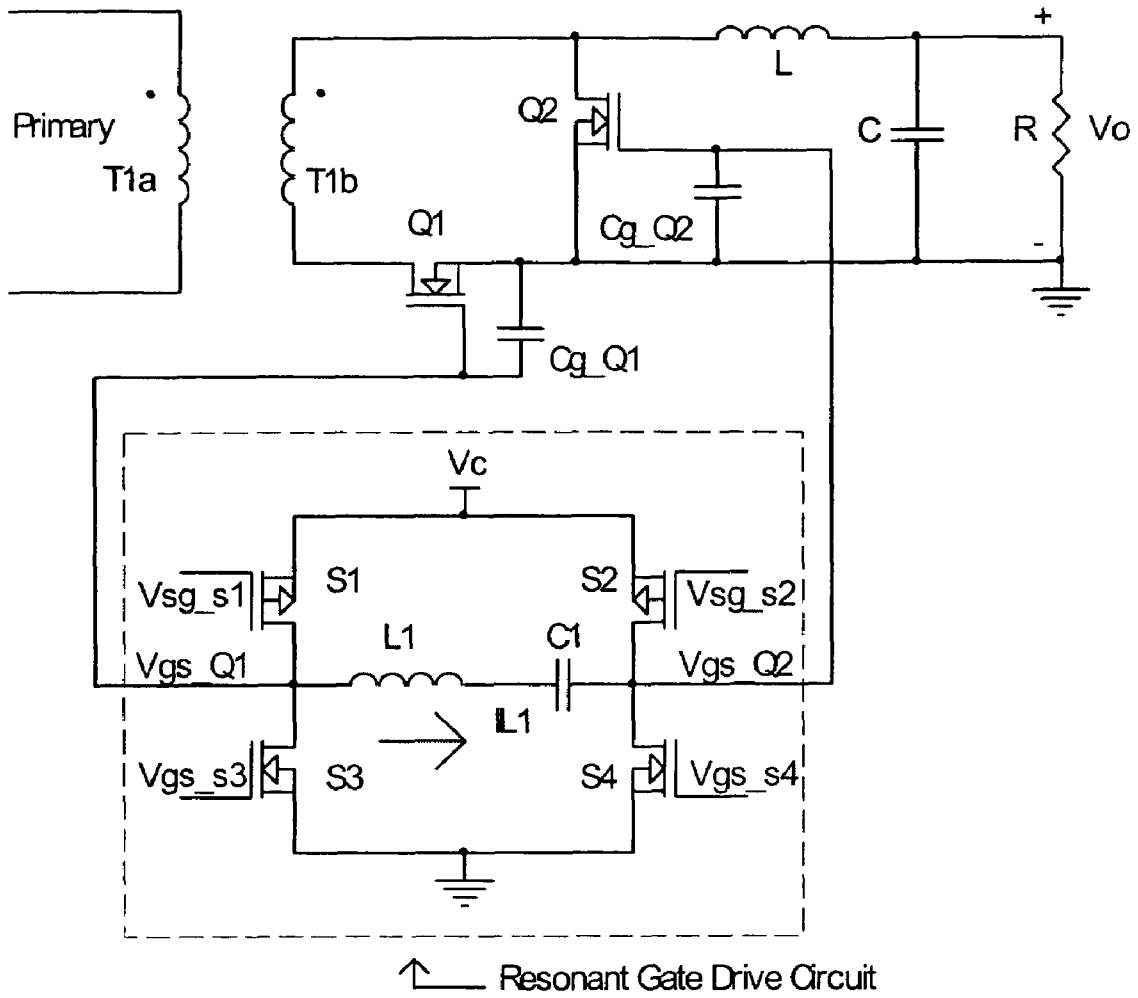 +
L
Q2
Primary
C
R
Vo
T1a
T1b
Q1
Cg_Q2
-
Cg_Q1
Vc
Vsg_s1
S1
S2
Vsg_s2
L1
C1
Vgs_Q1
Vgs_Q2
IL1
Vgs_s3
S3
S4
Vgs_s4
Resonant Gate Drive Circuit